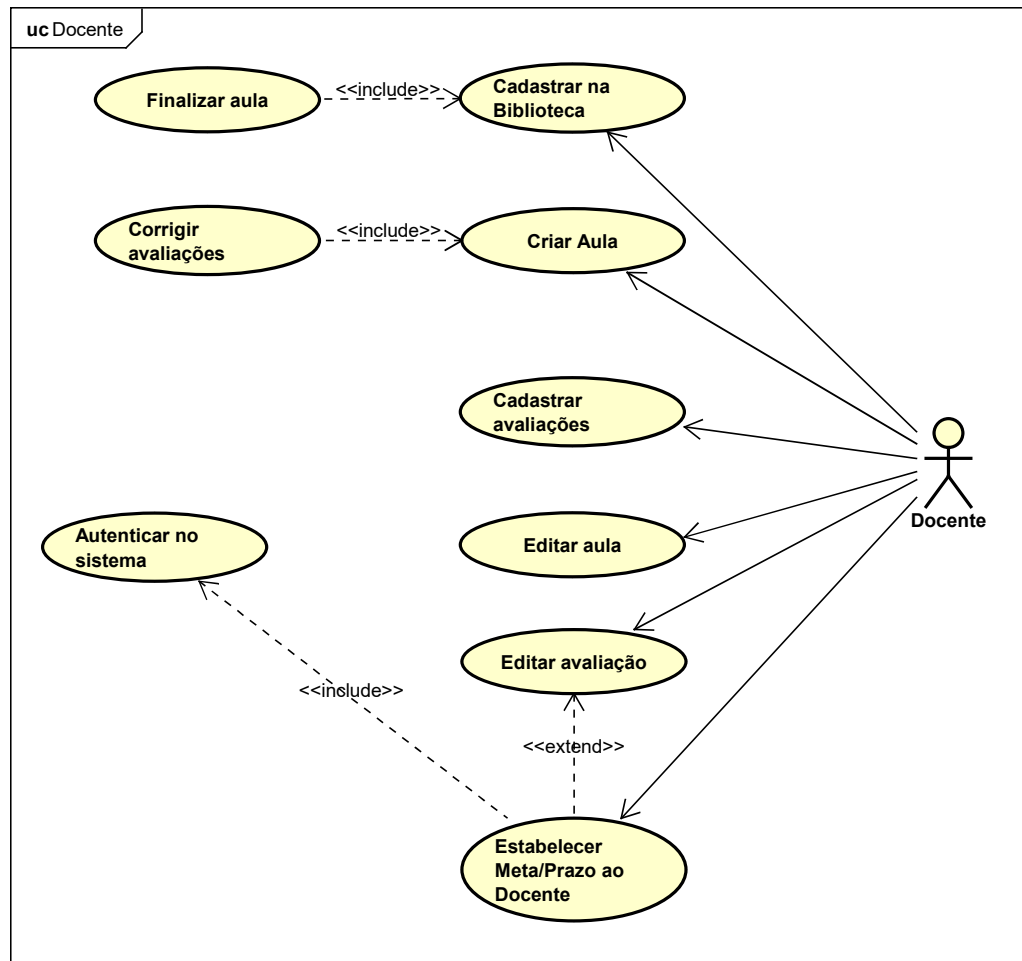 uc Docente
Finalizar aula
<<include>>
Cadastrar na
Biblioteca
Corrigir
avaliações
<<include>>
Criar Aula
Cadastrar
avaliações
Docente
Autenticar no
sistema
Editar aula
Editar avaliação
<<include>>
<<extend>>
Estabelecer
Meta/Prazo ao
Docente